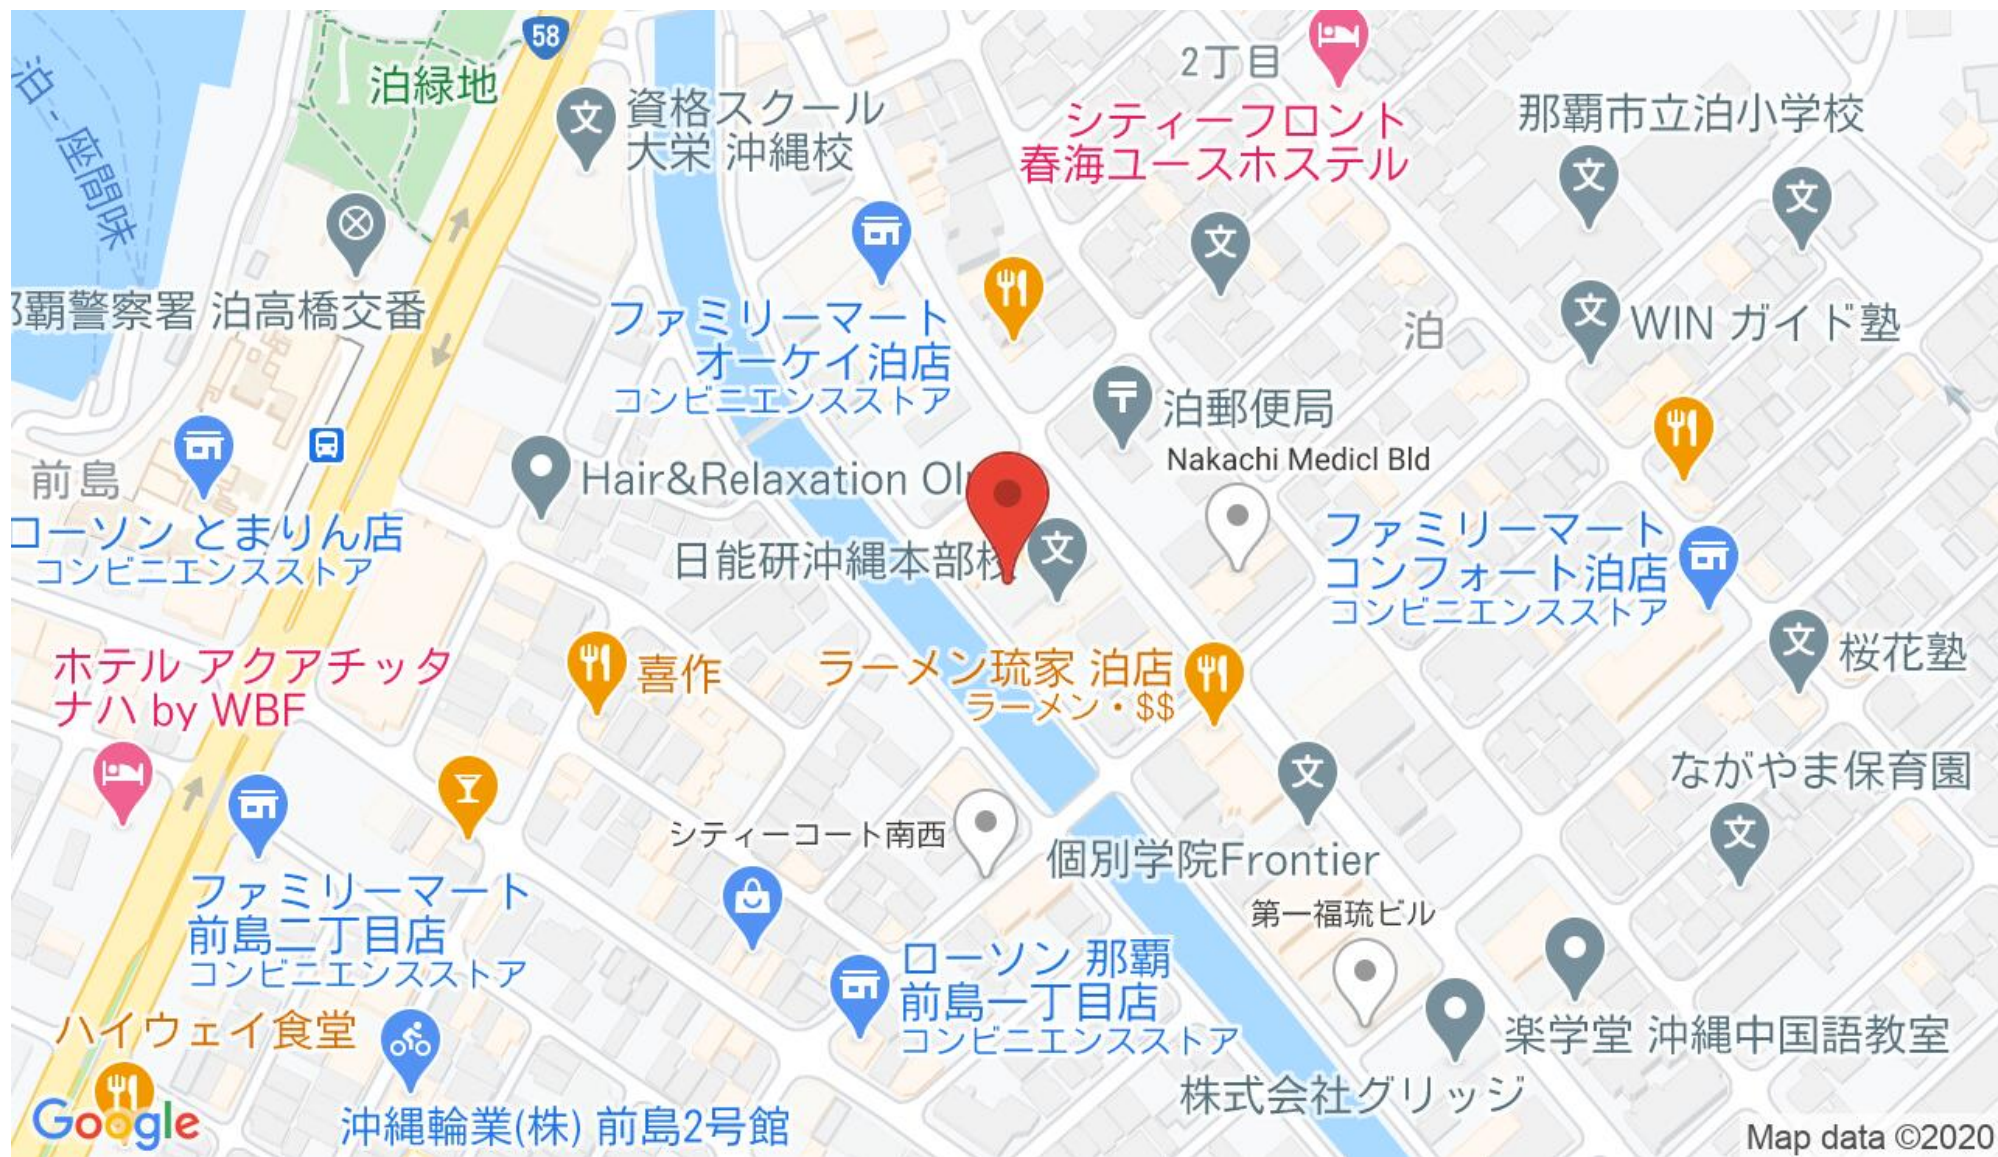 58
泊緑地
泊 - 座間味
資格スクール
大栄 沖縄校
2丁目
シティーフロント
春海ユースホステル
那覇市立泊小学校
覇警察署 泊高橋交番
ファミリーマート
オーケイ泊店
コンビニエンスストア
泊
WIN ガイド塾
泊郵便局
Nakachi Medicl Bld
前島
Hair&Relaxation Ol
ローソン とまりん店
コンビニエンスストア
日能研沖縄本部校
ファミリーマート
コンフォート泊店
コンビニエンスストア
桜花塾
ホテル アクアチッタ
ナハ by WBF
喜作
ラーメン琉家 泊店
ラーメン・$$
ながやま保育園
シティーコート南西
個別学院Frontier
ファミリーマート
前島二丁目店
コンビニエンスストア
第一福琉ビル
ローソン 那覇
前島一丁目店
コンビニエンスストア
ハイウェイ食堂
楽学堂 沖縄中国語教室
株式会社グリッジ
沖縄輪業(株) 前島2号館
Google
Map data ©2020